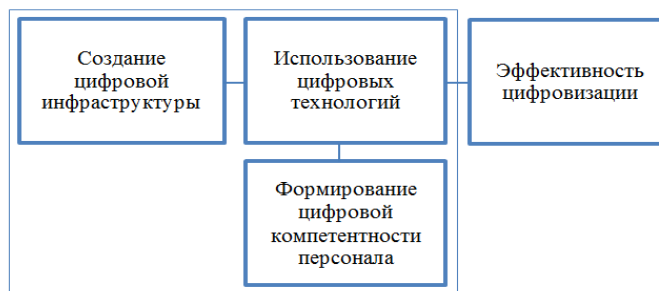 Создание
цифровой
инфраструктуры
Использование
цифровых
технологий
Эффективность
цифровизации
Формирование
цифровой
компетентности
персонала